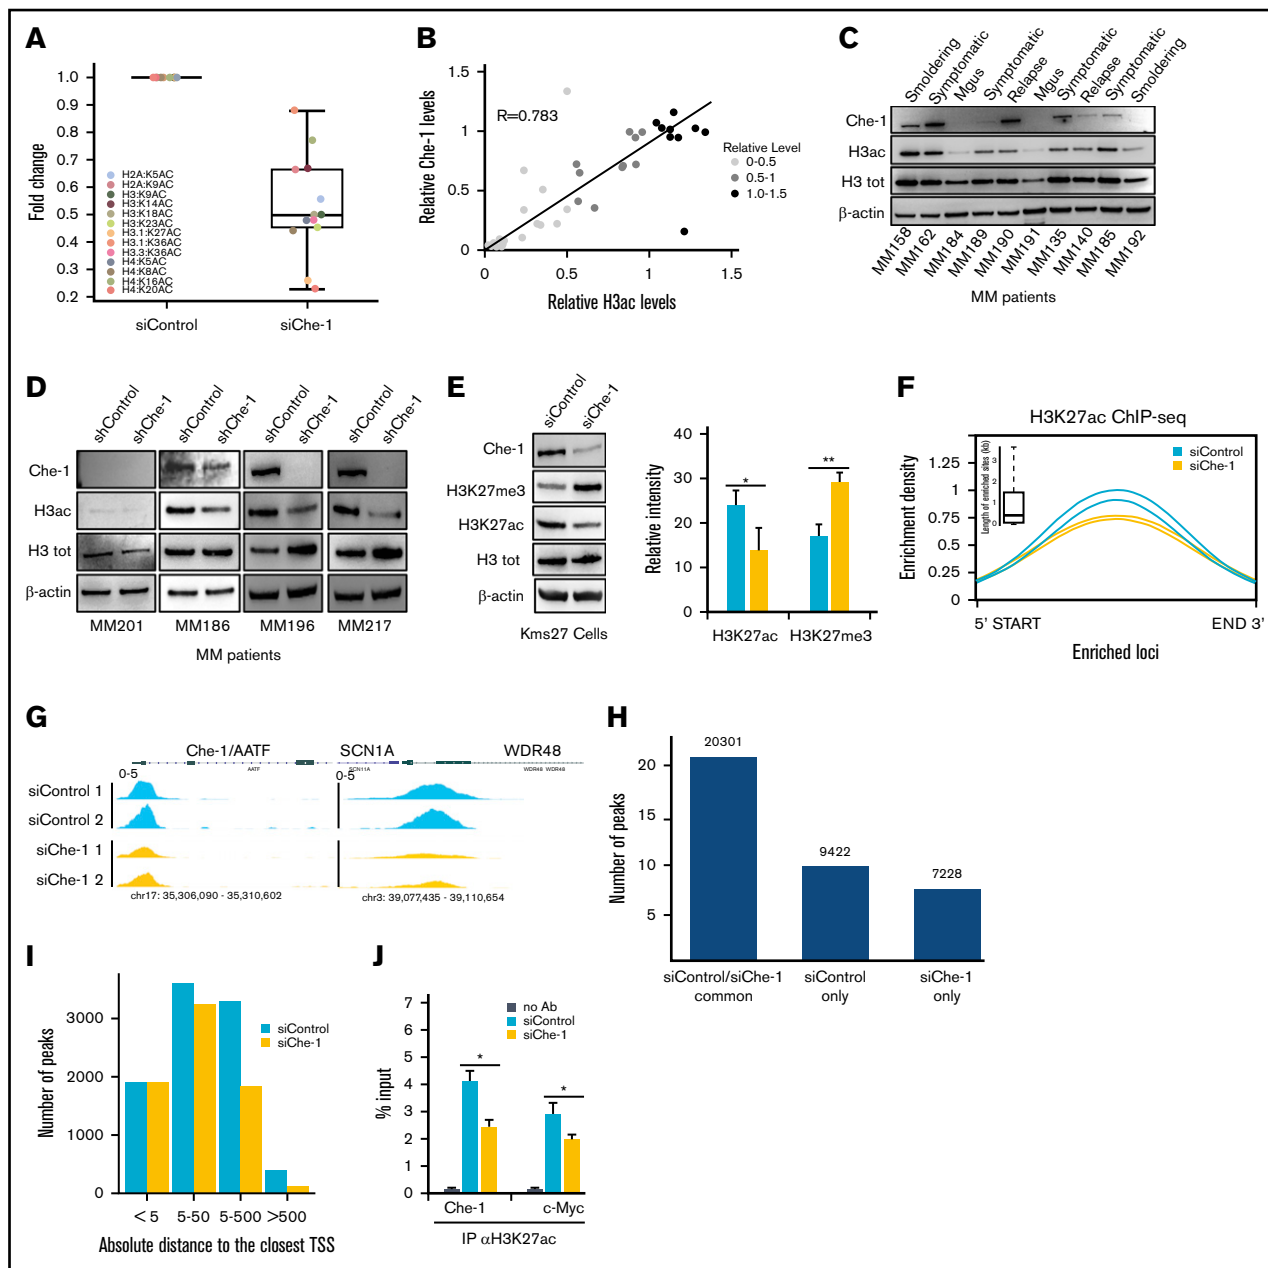 A
Fold change
1.0
0.9
0.8
0.7
0.6
0.5
0.4
0.3
0.2
H2A:K5AC
H2A:K9AC
H3:K9AC
H3:K14AC
H3:K18AC
H3:K23AC
H3.1:K27AC
H3.1:K36AC
H3.3:K36AC
H4:K5AC
H4:K8AC
H4:K16AC
H4:K20AC
siControl
siChe-1
B
Relative Che-1 levels
1.5
1
0.5
0
R=0.783
Relative Level
0-0.5
0.5-1
1.0-1.5
0 0.5 1 1.5
Relative H3ac levels
C
Smoldering
Symptomatic
Mgus
Symptomatic
Relapse
Mgus
Symptomatic
Relapse
Symptomatic
Smoldering
Che-1
H3ac
H3 tot
β-actin
MM158
MM162
MM184
MM189
MM190
MM191
MM135
MM140
MM185
MM192
MM patients
D
shControl
shChe-1
shControl
shChe-1
shControl
shChe-1
shControl
shChe-1
Che-1
H3ac
H3 tot
β-actin
MM201 MM186 MM196 MM217
MM patients
E
siControl
siChe-1
Che-1
H3K27me3
H3K27ac
H3 tot
β-actin
Kms27 Cells
Relative intensity
40
30
20
10
0
*
**
H3K27ac H3K27me3
F
H3K27ac ChIP-seq
Enrichment density
1.25
1
0.75
0.5
0.25
0
Length of enriched sites (kb)
3
2
1
0
siControl
siChe-1
5' START END 3'
Enriched loci
G
Che-1/AATF SCN1A WDR48
AATF SCN11A WDR48 WDR48
0-5 0-5
siControl 1
siControl 2
siChe-1 1
siChe-1 2
chr17: 35,306,090 - 35,310,602 chr3: 39,077,435 - 39,110,654
H
Number of peaks
20
15
10
5
20301
9422
7228
siControl/siChe-1 common
siControl only
siChe-1 only
I
Number of peaks
3000
2000
1000
0
siControl
siChe-1
< 5 5-50 5-500 >500
Absolute distance to the closest TSS
J
% input
7
6
5
4
3
2
1
0
no Ab
siControl
siChe-1
*
*
Che-1 c-Myc
IP αH3K27ac